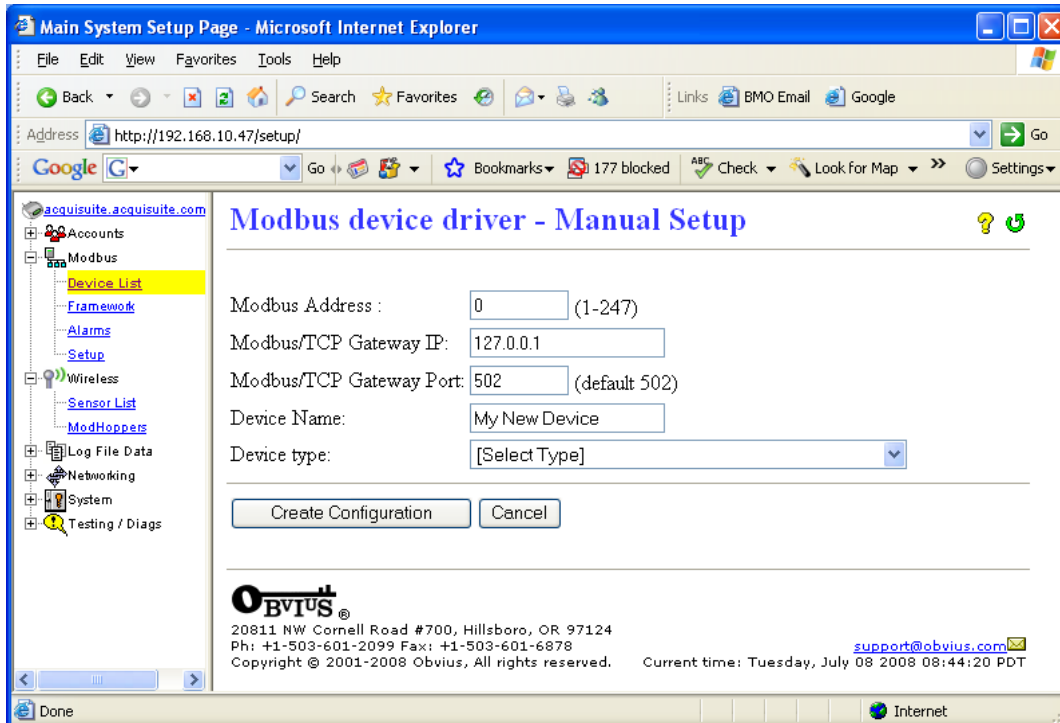 Main System Setup Page - Microsoft Internet Explorer
File Edit View Favorites Tools Help
Back Search Favorites Links BMO Email Google
Address http://192.168.10.47/setup/ Go
Google G Go Bookmarks 177 blocked ABC Check Look for Map >> Settings
acquisuite.acquisuite.com
Accounts
Modbus
Device List
Framework
Alarms
Setup
Wireless
Sensor List
ModHoppers
Log File Data
Networking
System
Testing / Diags
Modbus device driver - Manual Setup
Modbus Address : 0 (1-247)
Modbus/TCP Gateway IP: 127.0.0.1
Modbus/TCP Gateway Port: 502 (default 502)
Device Name: My New Device
Device type: [Select Type]
Create Configuration Cancel
OBVIUS ®
20811 NW Cornell Road #700, Hillsboro, OR 97124
Ph: +1-503-601-2099 Fax: +1-503-601-6878 support@obvius.com
Copyright © 2001-2008 Obvius, All rights reserved. Current time: Tuesday, July 08 2008 08:44:20 PDT
Done Internet